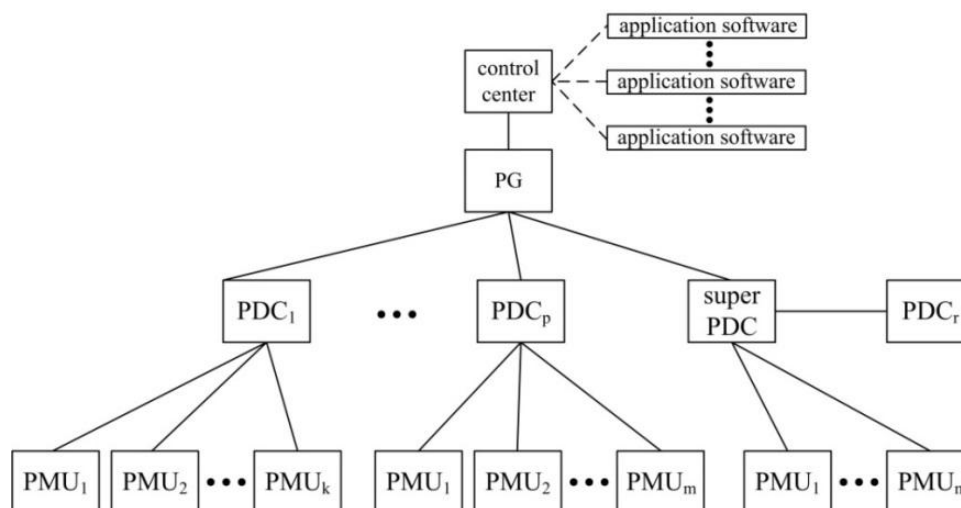 application software
control
center
application software
application software
PG
PDC₁
PDCₚ
super
PDC
PDCᵣ
PMU₁
PMU₂
PMUₖ
PMU₁
PMU₂
PMUₘ
PMU₁
PMUₙ